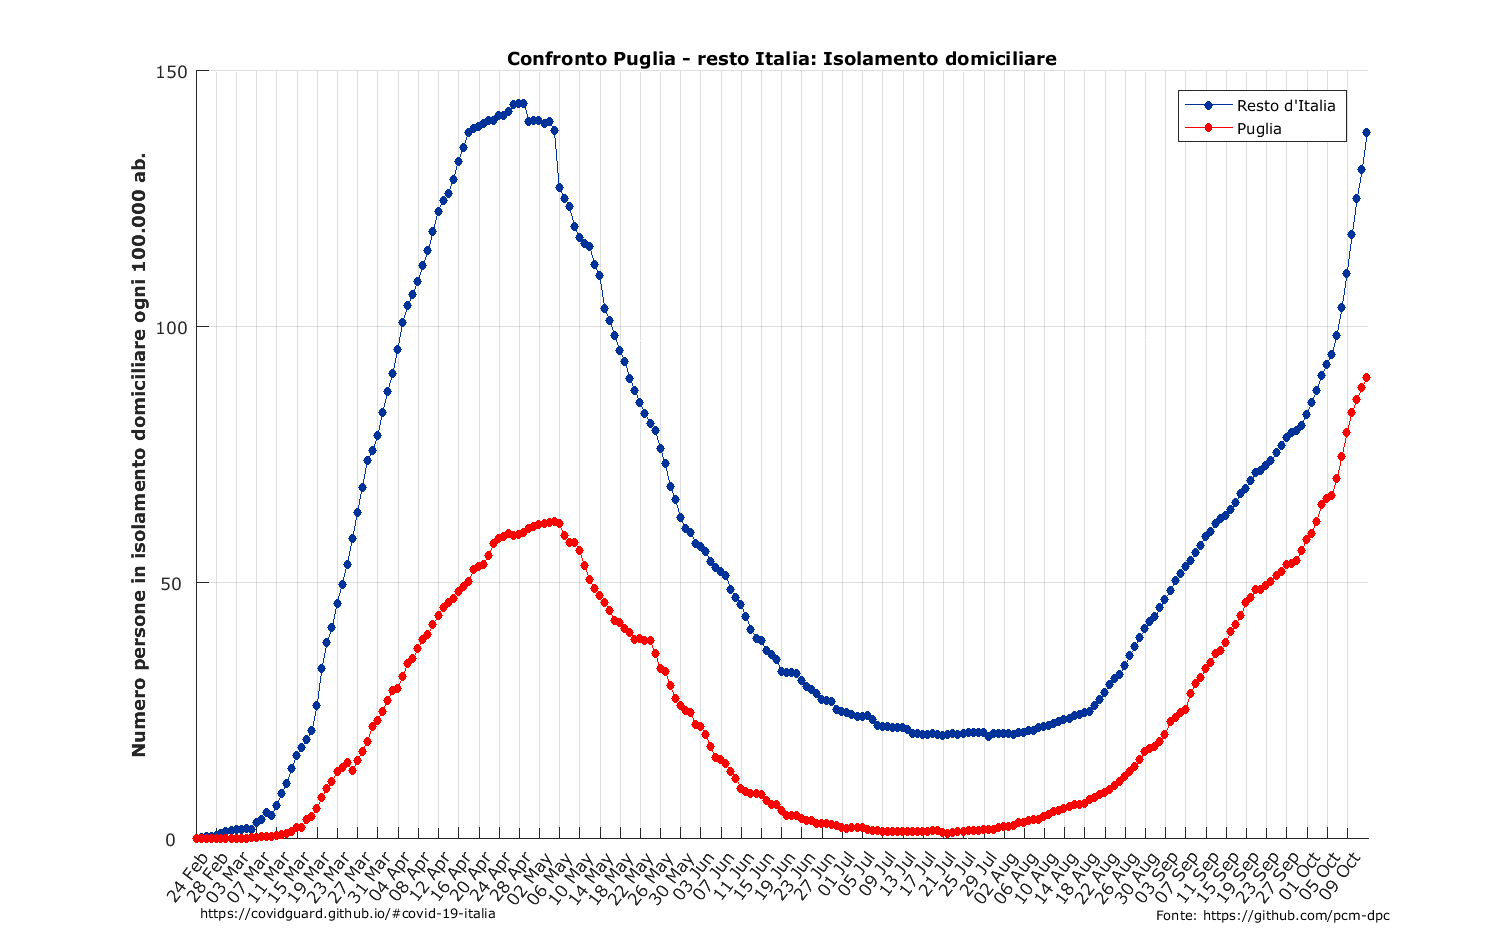 Confronto Puglia - resto Italia: Isolamento domiciliare
Numero persone in isolamento domiciliare ogni 100.000 ab.
150
100
50
0
Resto d'Italia
Puglia
24 Feb
28 Feb
03 Mar
07 Mar
11 Mar
15 Mar
19 Mar
23 Mar
27 Mar
31 Mar
04 Apr
08 Apr
12 Apr
16 Apr
20 Apr
24 Apr
28 Apr
02 May
06 May
10 May
14 May
18 May
22 May
26 May
30 May
03 Jun
07 Jun
11 Jun
15 Jun
19 Jun
23 Jun
27 Jun
01 Jul
05 Jul
09 Jul
13 Jul
17 Jul
21 Jul
25 Jul
29 Jul
02 Aug
06 Aug
10 Aug
14 Aug
18 Aug
22 Aug
26 Aug
30 Aug
03 Sep
07 Sep
11 Sep
15 Sep
19 Sep
23 Sep
27 Sep
01 Oct
05 Oct
09 Oct
https://covidguard.github.io/#covid-19-italia
Fonte: https://github.com/pcm-dpc